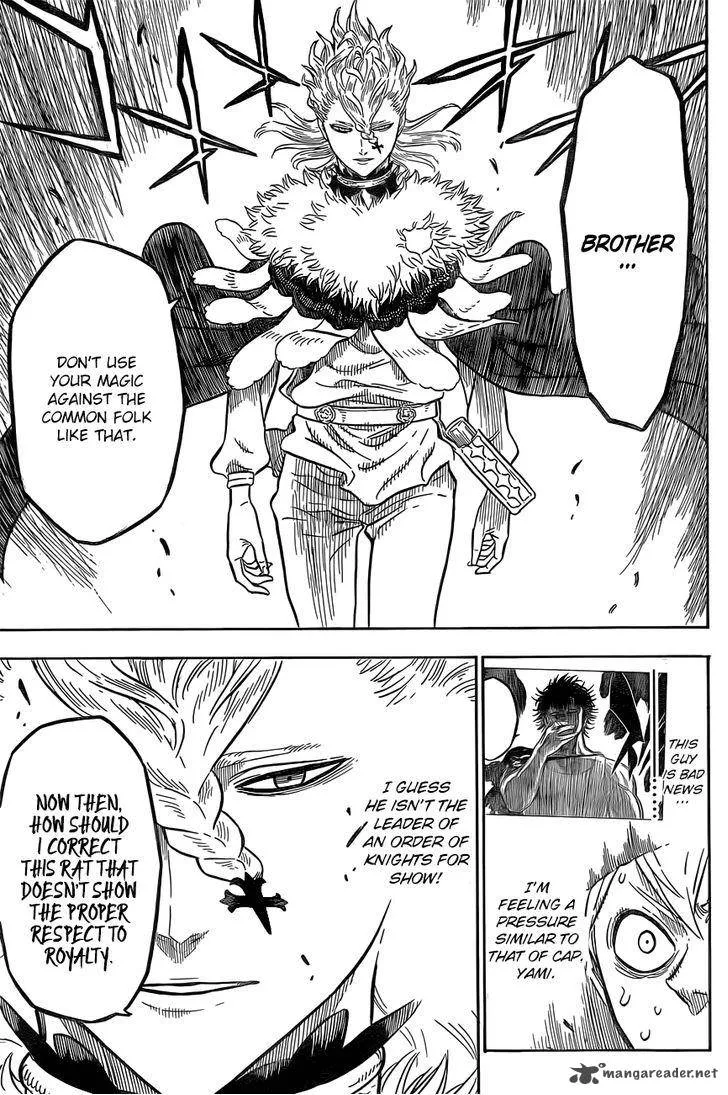 BROTHER
...
DON'T USE
YOUR MAGIC
AGAINST THE
COMMON FOLK
LIKE THAT.
THIS
GUY
IS BAD
NEWS
...
I'M
FEELING A
PRESSURE
SIMILAR TO
THAT OF CAP.
YAMI.
I GUESS
HE ISN'T THE
LEADER OF
AN ORDER OF
KNIGHTS FOR
SHOW!
NOW THEN,
HOW SHOULD
I CORRECT
THIS RAT THAT
DOESN'T SHOW
THE PROPER
RESPECT TO
ROYALTY.
mangareader.net